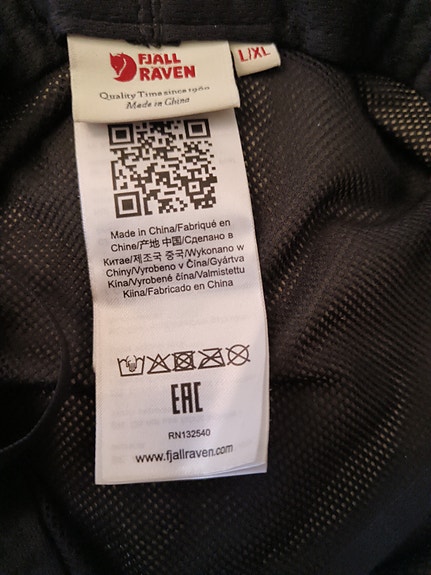 FJALL
RAVEN
L/XL
Quality Time since 1960
Made in China
Made in China/Fabriqué en
Chine/产地 中国/Сделано в
Китае/제조국 중국/Wykonano w
Chiny/Vyrobeno v Čína/Gyártva
Kína/Vyrobené čína/Valmistettu
Kiina/Fabricado en China
EAC
RN132540
www.fjallraven.com